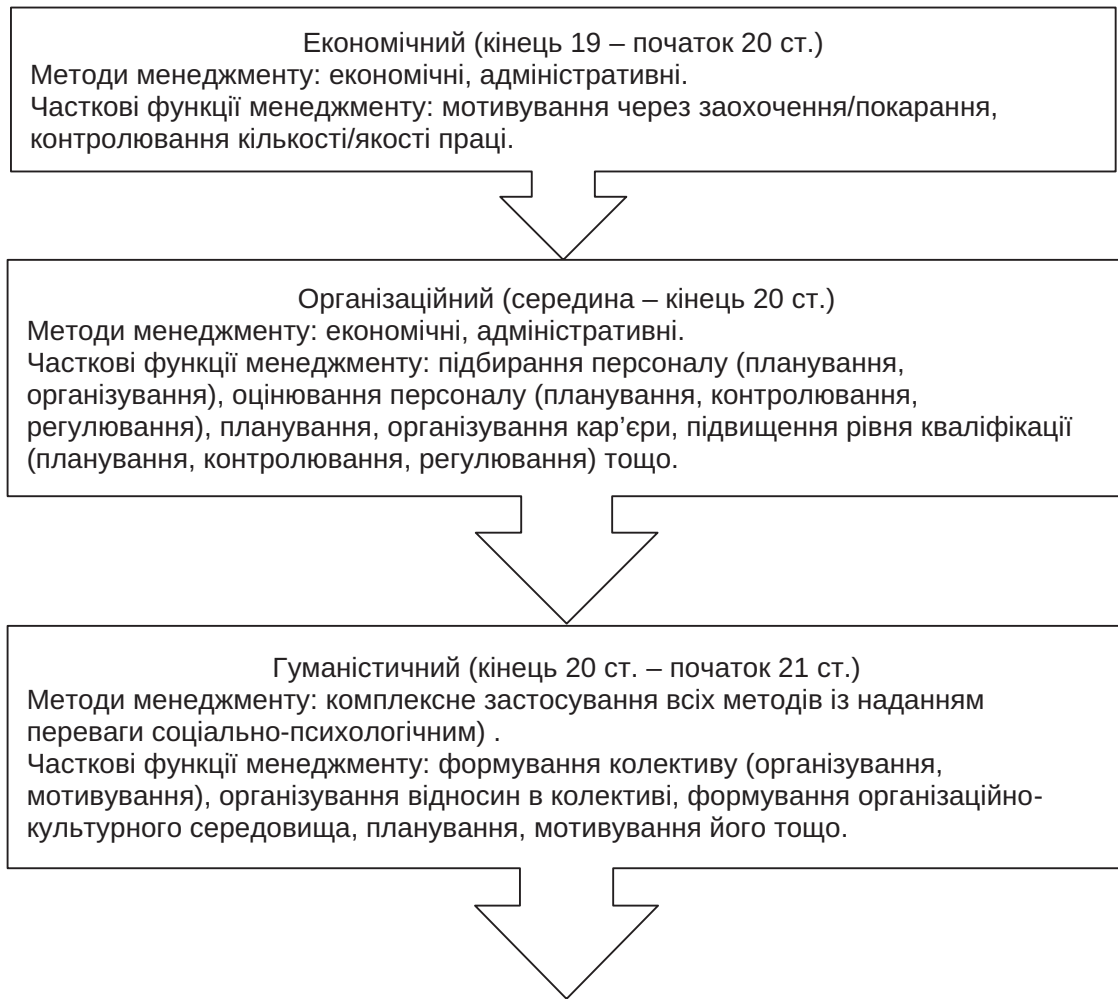 Економічний (кінець 19 – початок 20 ст.)
Методи менеджменту: економічні, адміністративні.
Часткові функції менеджменту: мотивування через заохочення/покарання,
контролювання кількості/якості праці.
Організаційний (середина – кінець 20 ст.)
Методи менеджменту: економічні, адміністративні.
Часткові функції менеджменту: підбирання персоналу (планування,
організування), оцінювання персоналу (планування, контролювання,
регулювання), планування, організування кар’єри, підвищення рівня кваліфікації
(планування, контролювання, регулювання) тощо.
Гуманістичний (кінець 20 ст. – початок 21 ст.)
Методи менеджменту: комплексне застосування всіх методів із наданням
переваги соціально-психологічним) .
Часткові функції менеджменту: формування колективу (організування,
мотивування), організування відносин в колективі, формування організаційно-
культурного середовища, планування, мотивування його тощо.